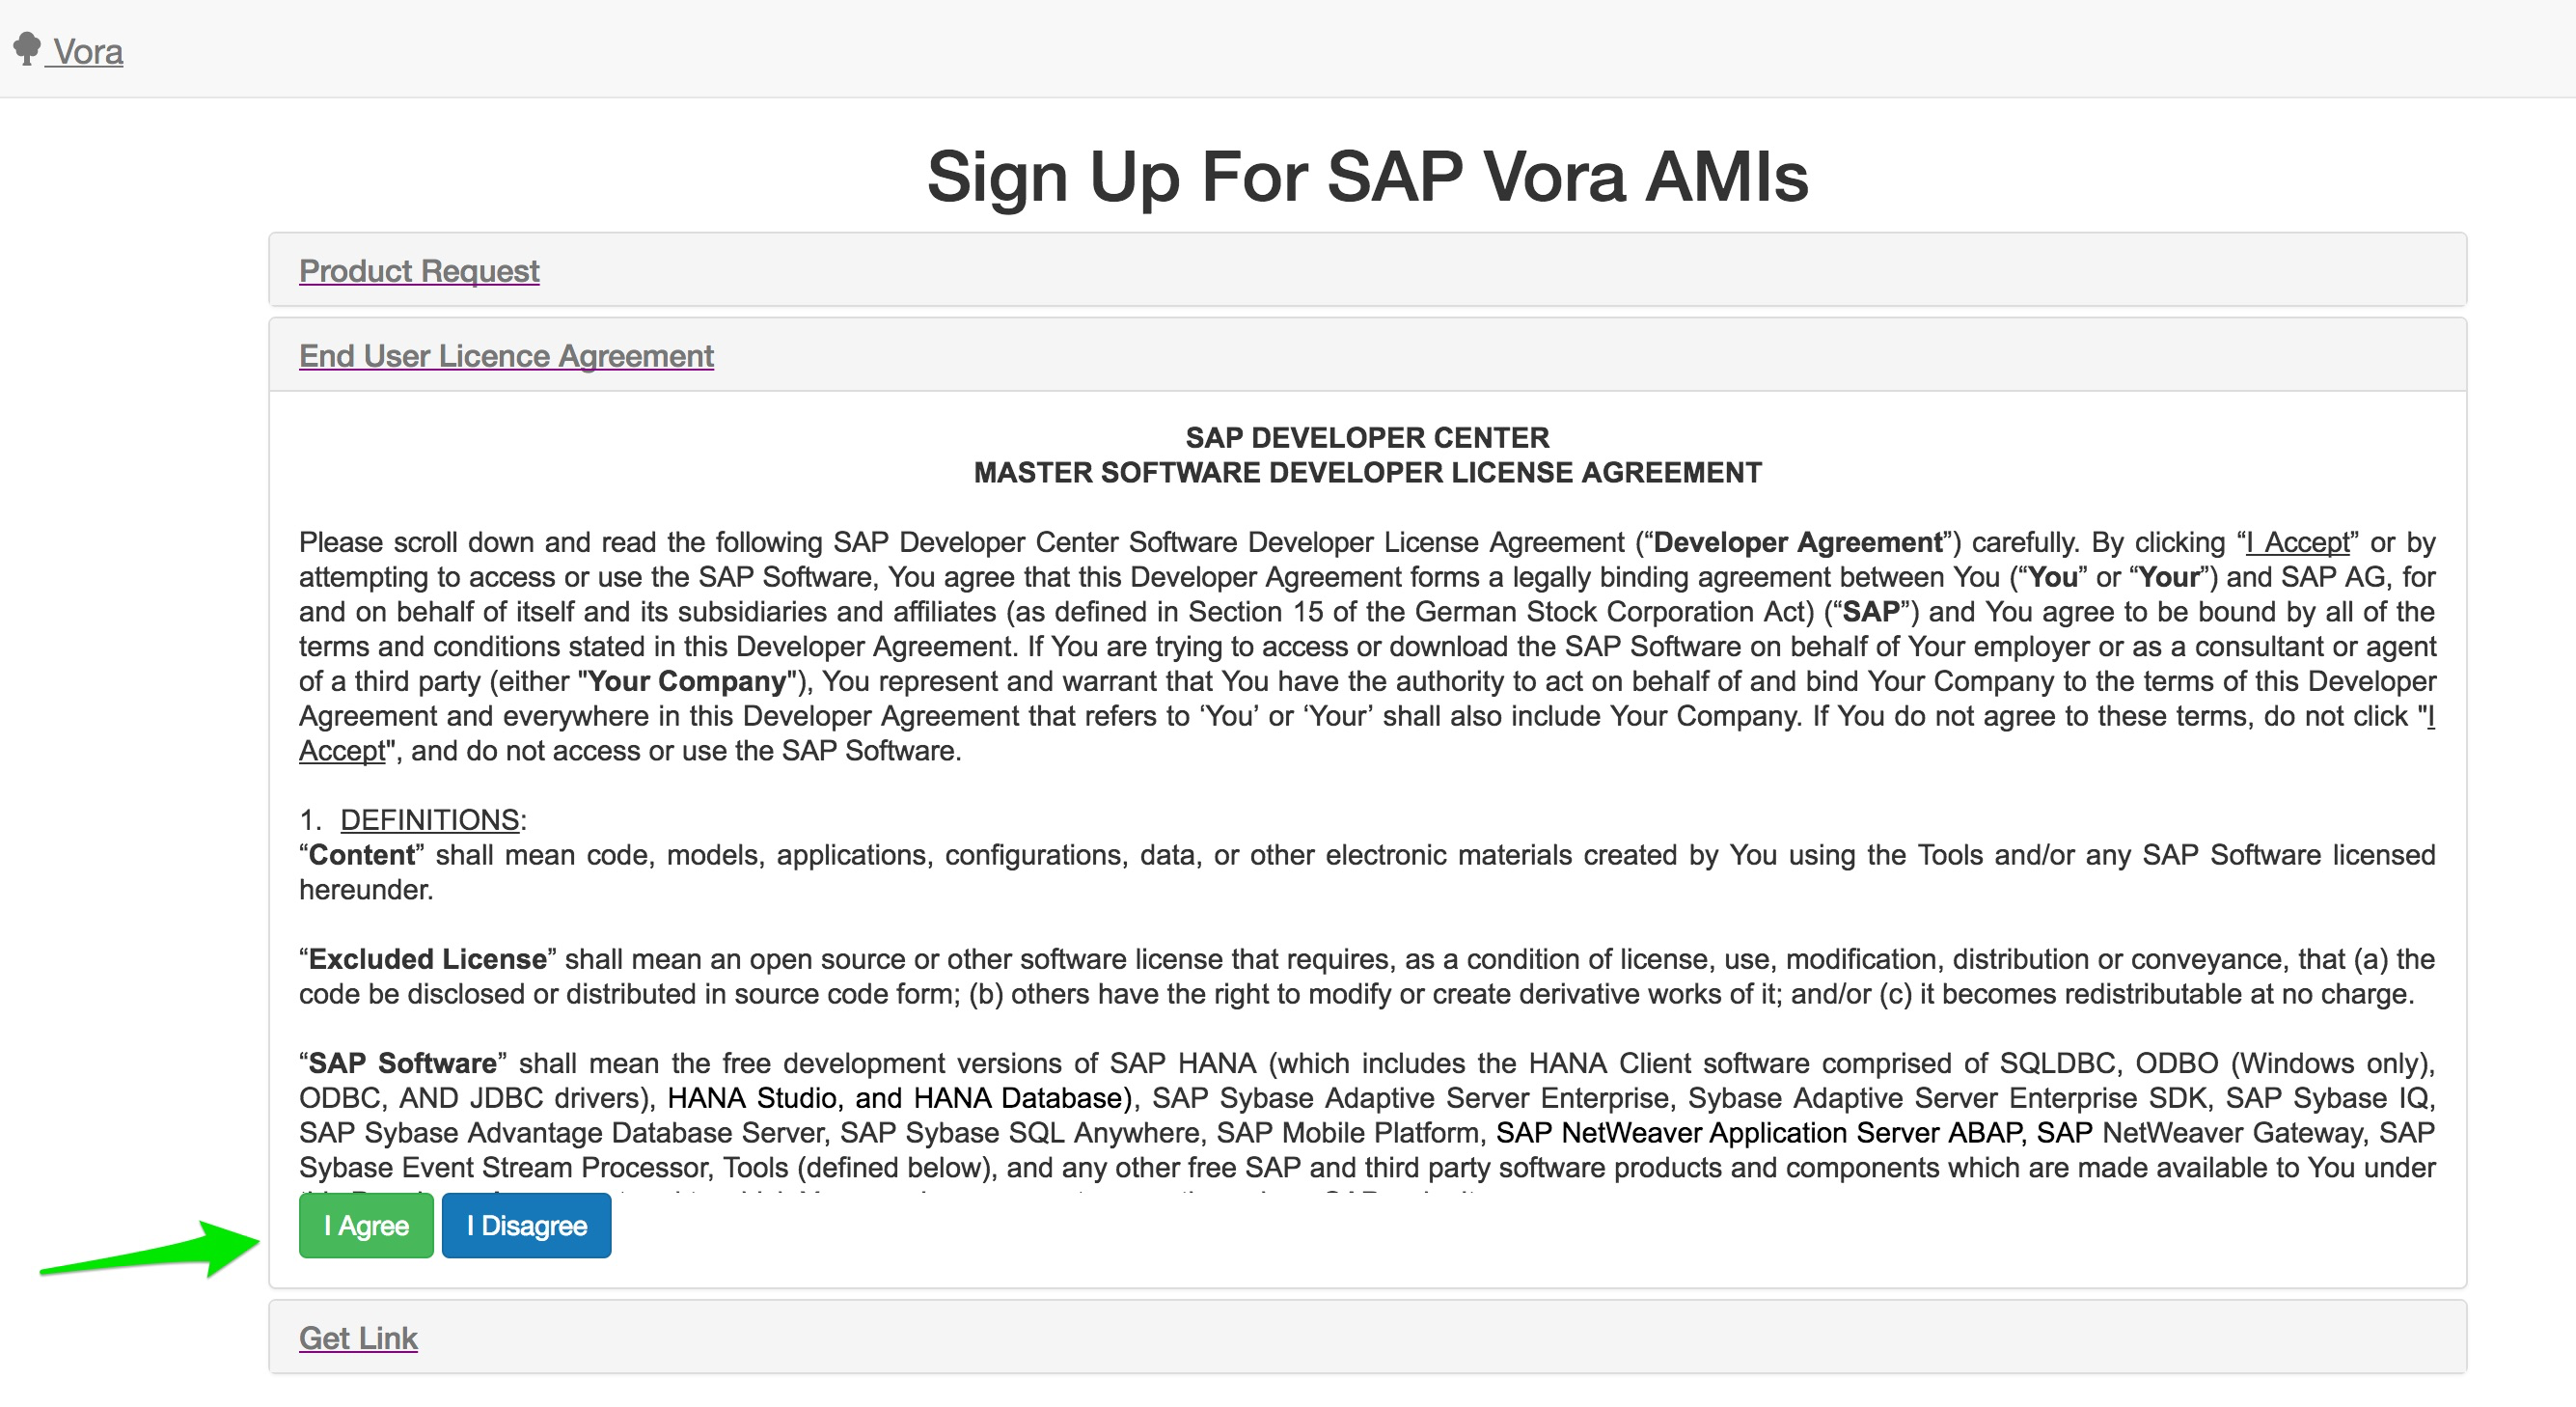 Vora
Sign Up For SAP Vora AMIs
Product Request
End User Licence Agreement
SAP DEVELOPER CENTER
MASTER SOFTWARE DEVELOPER LICENSE AGREEMENT
Please scroll down and read the following SAP Developer Center Software Developer License Agreement (“Developer Agreement”) carefully. By clicking “I Accept” or by
attempting to access or use the SAP Software, You agree that this Developer Agreement forms a legally binding agreement between You (“You” or “Your”) and SAP AG, for
and on behalf of itself and its subsidiaries and affiliates (as defined in Section 15 of the German Stock Corporation Act) (“SAP”) and You agree to be bound by all of the
terms and conditions stated in this Developer Agreement. If You are trying to access or download the SAP Software on behalf of Your employer or as a consultant or agent
of a third party (either "Your Company"), You represent and warrant that You have the authority to act on behalf of and bind Your Company to the terms of this Developer
Agreement and everywhere in this Developer Agreement that refers to ‘You’ or ‘Your’ shall also include Your Company. If You do not agree to these terms, do not click "I
Accept", and do not access or use the SAP Software.
1. DEFINITIONS:
“Content” shall mean code, models, applications, configurations, data, or other electronic materials created by You using the Tools and/or any SAP Software licensed
hereunder.
“Excluded License” shall mean an open source or other software license that requires, as a condition of license, use, modification, distribution or conveyance, that (a) the
code be disclosed or distributed in source code form; (b) others have the right to modify or create derivative works of it; and/or (c) it becomes redistributable at no charge.
“SAP Software” shall mean the free development versions of SAP HANA (which includes the HANA Client software comprised of SQLDBC, ODBO (Windows only),
ODBC, AND JDBC drivers), HANA Studio, and HANA Database), SAP Sybase Adaptive Server Enterprise, Sybase Adaptive Server Enterprise SDK, SAP Sybase IQ,
SAP Sybase Advantage Database Server, SAP Sybase SQL Anywhere, SAP Mobile Platform, SAP NetWeaver Application Server ABAP, SAP NetWeaver Gateway, SAP
Sybase Event Stream Processor, Tools (defined below), and any other free SAP and third party software products and components which are made available to You under
I Agree I Disagree
Get Link